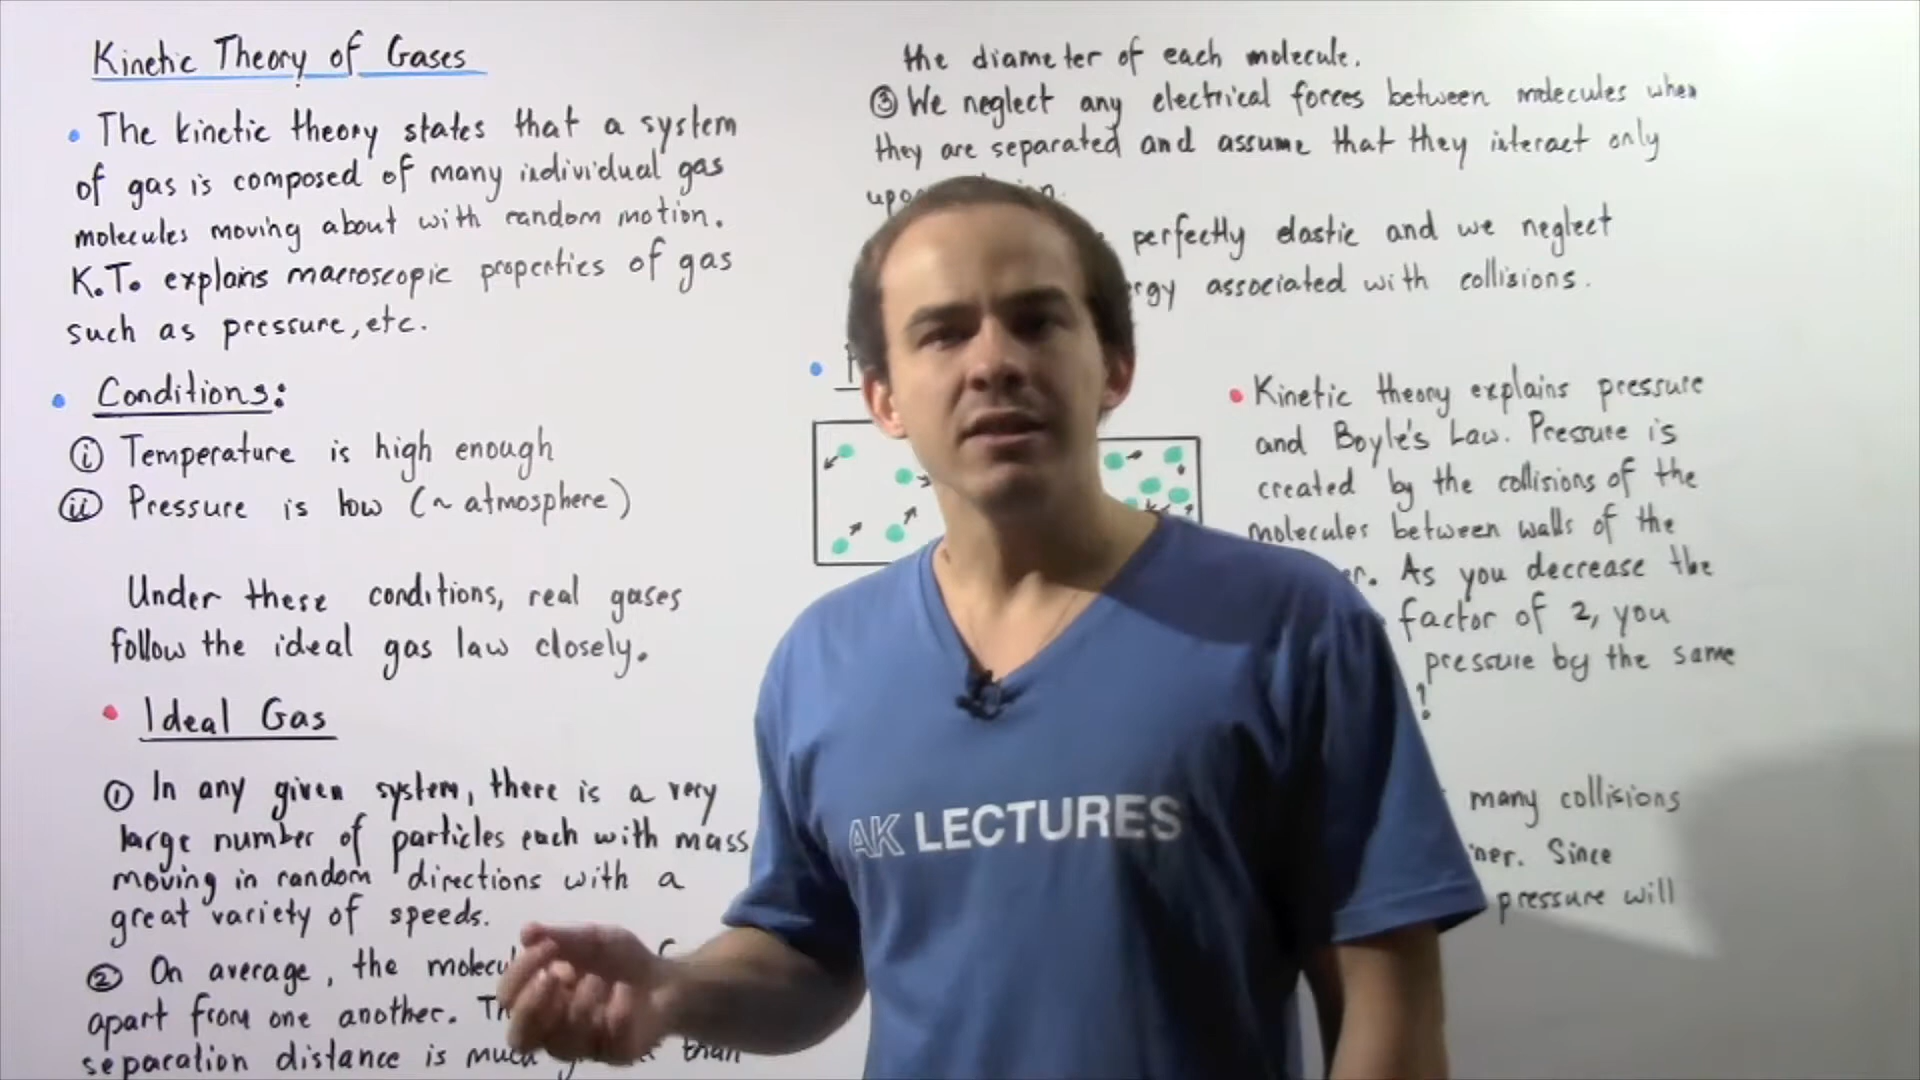 Kinetic Theory of Gases
• The kinetic theory states that a system
of gas is composed of many individual gas
molecules moving about with random motion.
K.T. explains macroscopic properties of gas
such as pressure, etc.
• Conditions:
(i) Temperature is high enough
(ii) Pressure is low (~ atmosphere)
Under these conditions, real gases
follow the ideal gas law closely.
• Ideal Gas
① In any given system, there is a very
large number of particles each with mass
moving in random directions with a
great variety of speeds.
② On average, the
apart from one another.
separation distance is much than
the diameter of each molecule.
③ We neglect any electrical forces between molecules when
they are separated and assume that they interact only
perfectly elastic and we neglect
associated with collisions.
• Kinetic theory explains pressure
and Boyle's Law. Pressure is
created by the collisions of the
molecules between walls of the
As you decrease the
factor of 2, you
pressure by the same
!
many collisions
Since
pressure will
AK LECTURES